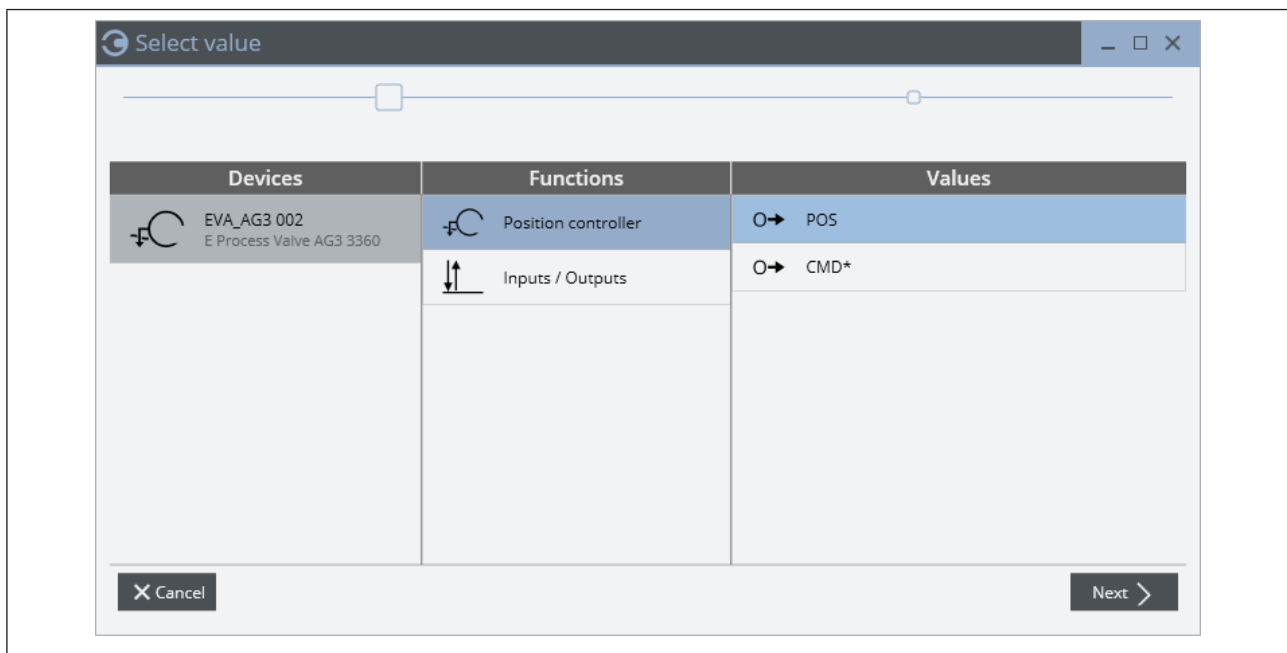 Select value
Devices
Functions
Values
EVA_AG3 002
E Process Valve AG3 3360
Position controller
Inputs / Outputs
POS
CMD*
Cancel
Next